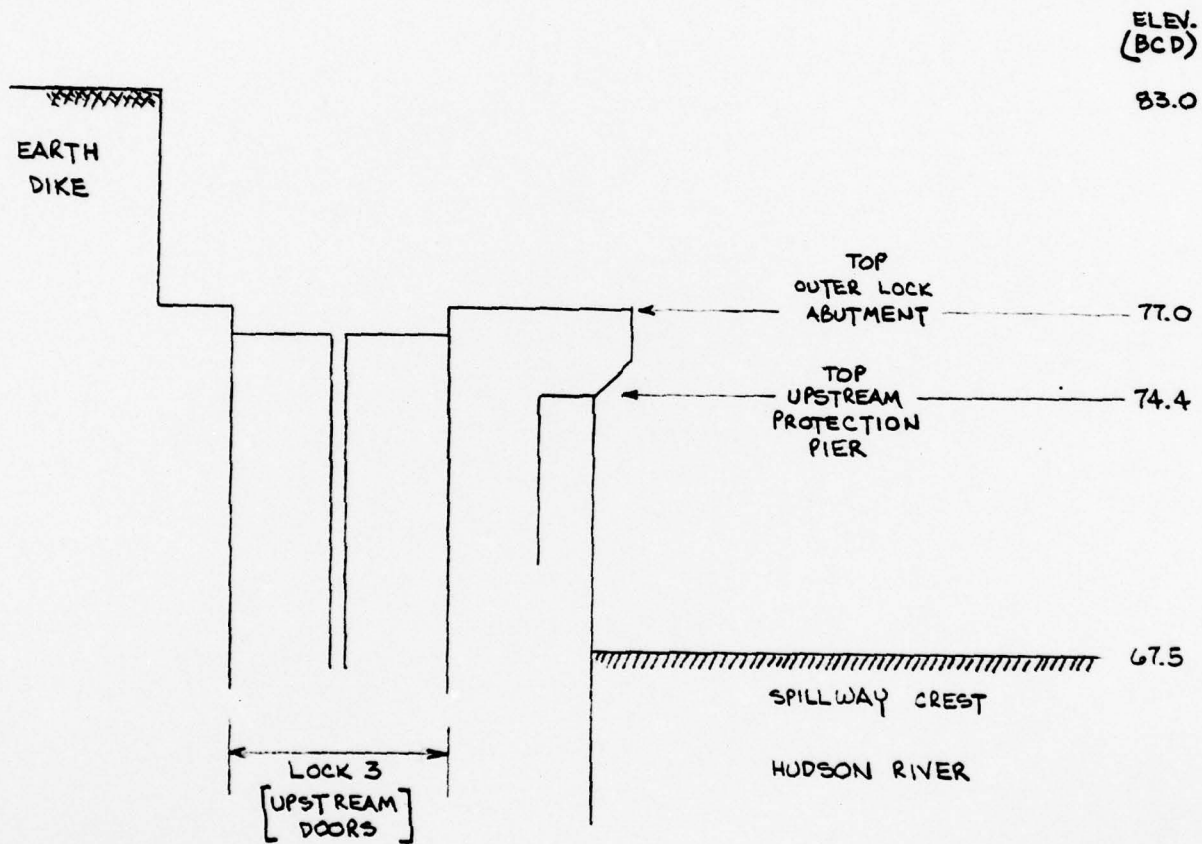 ELEV.
(BCD)
83.0
EARTH
DIKE
TOP
OUTER LOCK
ABUTMENT
77.0
TOP
UPSTREAM
PROTECTION
PIER
74.4
67.5
SPILLWAY CREST
HUDSON RIVER
LOCK 3
[UPSTREAM
DOORS]